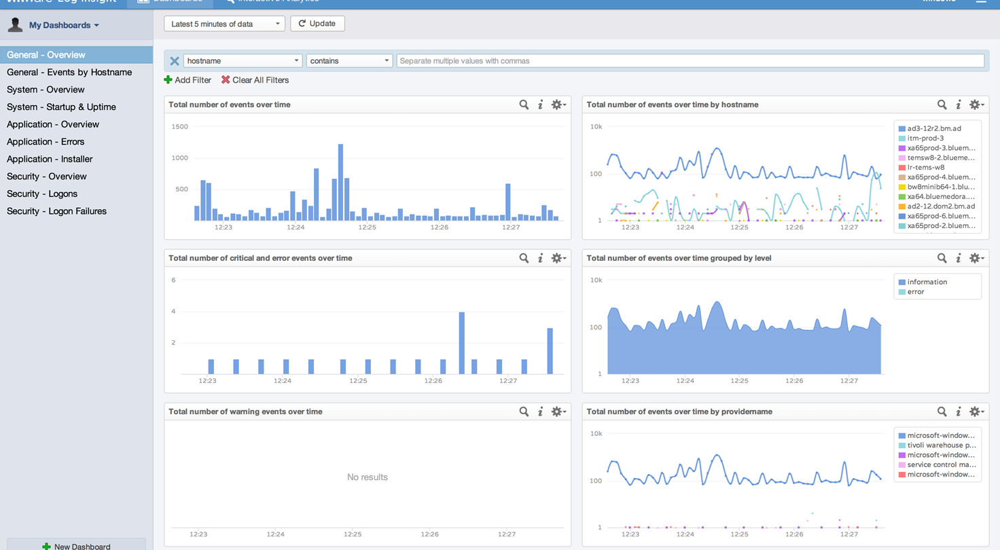 vmware Log Insight Dashboards Interactive Analytics windows
My Dashboards
General - Overview
General - Events by Hostname
System - Overview
System - Startup & Uptime
Application - Overview
Application - Errors
Application - Installer
Security - Overview
Security - Logons
Security - Logon Failures
New Dashboard
Latest 5 minutes of data Update
hostname contains Separate multiple values with commas
Add Filter Clear All Filters
Total number of events over time
1500
1000
500
12:23 12:24 12:25 12:26 12:27
Total number of events over time by hostname
10k
100
1
12:23 12:24 12:25 12:26 12:27
ad3-12r2.bm.ad
itm-prod-3
xa65prod-3.bluem...
temsw8-2.blueme...
lr-tems-w8
xa65prod-4.bluem...
bw8minib64-1.blu...
xa64.bluemedora....
ad2-12.dom2.bm.ad
xa65prod-6.bluem...
xa65prod-2.bluem...
Total number of critical and error events over time
6
4
2
12:23 12:24 12:25 12:26 12:27
Total number of events over time grouped by level
10k
100
1
12:23 12:24 12:25 12:26 12:27
information
error
Total number of warning events over time
No results
12:23 12:24 12:25 12:26 12:27
Total number of events over time by providername
10k
100
1
12:23 12:24 12:25 12:26 12:27
microsoft-window...
tivoli warehouse p...
microsoft-window...
service control ma...
microsoft-window...